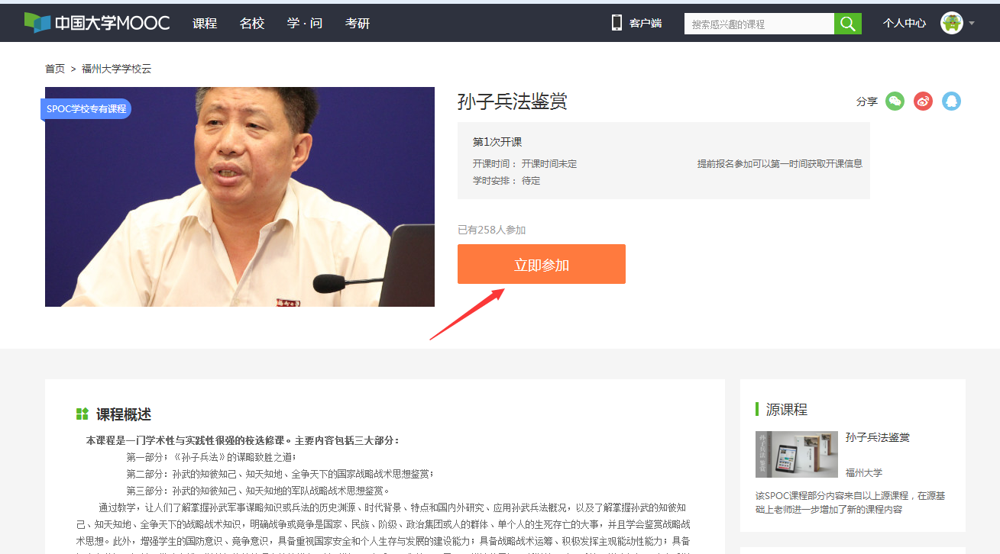 中国大学MOOC 课程 名校 学·问 考研 客户端 搜索感兴趣的课程 个人中心
首页 > 福州大学学校云
SPOC学校专有课程
孙子兵法鉴赏
分享
第1次开课
开课时间： 开课时间未定
提前报名参加可以第一时间获取开课信息
学时安排： 待定
已有258人参加
立即参加
课程概述
本课程是一门学术性与实践性很强的校选修课。主要内容包括三大部分：
第一部分；《孙子兵法》的谋略致胜之道；
第二部分：孙武的知彼知己、知天知地、全争天下的国家战略战术思想鉴赏；
第三部分：孙武的知彼知己、知天知地的军队战略战术思想鉴赏。
通过教学，让人们了解掌握孙武军事谋略知识或兵法的历史渊源、时代背景、特点和国内外研究、应用孙武兵法概况，以及了解掌握孙武的知彼知
己、知天知地、全争天下的战略战术知识，明确战争或竞争是国家、民族、阶级、政治集团或人的群体、单个人的生死存亡的大事，并且学会鉴赏战略战
术思想。此外，增强学生的国防意识、竞争意识，具备重视国家安全和个人生存与发展的建设能力；具备战略战术运筹、积极发挥主观能动性能力；具备
源课程
孙子兵法鉴赏
孙子兵法鉴赏
福州大学
该SPOC课程部分内容来自以上源课程，在源基
础上老师进一步增加了新的课程内容